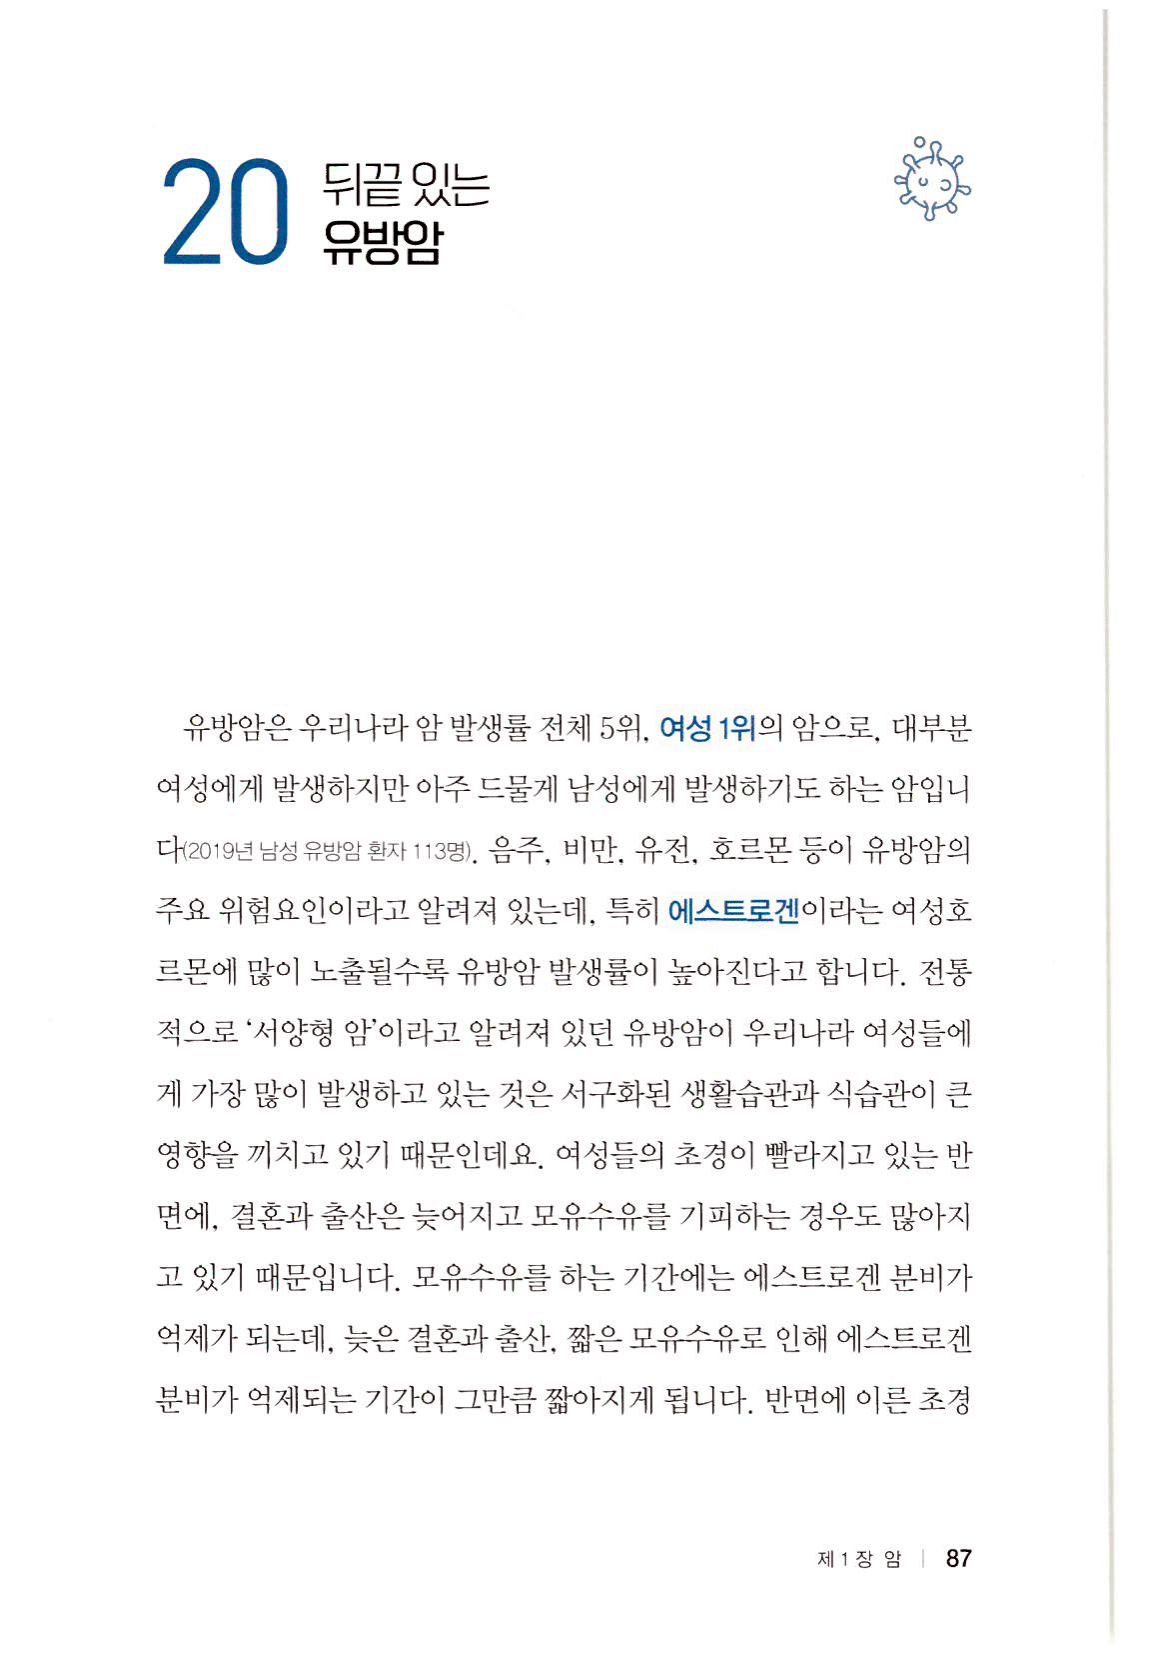 20 뒤끝 있는
유방암
유방암은 우리나라 암 발생률 전체 5위, 여성 1위의 암으로, 대부분
여성에게 발생하지만 아주 드물게 남성에게 발생하기도 하는 암입니
다(2019년 남성 유방암 환자 113명). 음주, 비만, 유전, 호르몬 등이 유방암의
주요 위험요인이라고 알려져 있는데, 특히 에스트로겐이라는 여성호
르몬에 많이 노출될수록 유방암 발생률이 높아진다고 합니다. 전통
적으로 ‘서양형 암’이라고 알려져 있던 유방암이 우리나라 여성들에
게 가장 많이 발생하고 있는 것은 서구화된 생활습관과 식습관이 큰
영향을 끼치고 있기 때문인데요. 여성들의 초경이 빨라지고 있는 반
면에, 결혼과 출산은 늦어지고 모유수유를 기피하는 경우도 많아지
고 있기 때문입니다. 모유수유를 하는 기간에는 에스트로겐 분비가
억제가 되는데, 늦은 결혼과 출산, 짧은 모유수유로 인해 에스트로겐
분비가 억제되는 기간이 그만큼 짧아지게 됩니다. 반면에 이른 초경
제1장 암 | 87